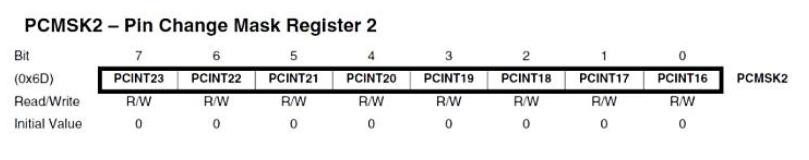 PCMSK2 – Pin Change Mask Register 2
Bit 7 6 5 4 3 2 1 0
(0x6D) PCINT23 PCINT22 PCINT21 PCINT20 PCINT19 PCINT18 PCINT17 PCINT16 PCMSK2
Read/Write R/W R/W R/W R/W R/W R/W R/W R/W
Initial Value 0 0 0 0 0 0 0 0